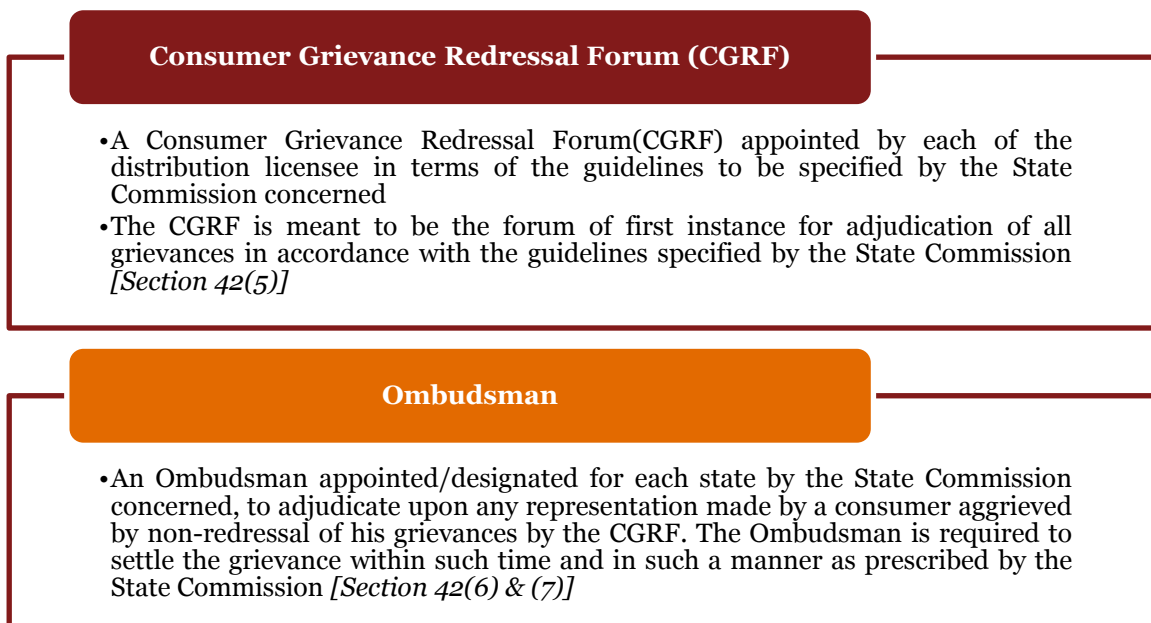 Consumer Grievance Redressal Forum (CGRF)
•A Consumer Grievance Redressal Forum(CGRF) appointed by each of the
distribution licensee in terms of the guidelines to be specified by the State
Commission concerned
•The CGRF is meant to be the forum of first instance for adjudication of all
grievances in accordance with the guidelines specified by the State Commission
[Section 42(5)]
Ombudsman
•An Ombudsman appointed/designated for each state by the State Commission
concerned, to adjudicate upon any representation made by a consumer aggrieved
by non-redressal of his grievances by the CGRF. The Ombudsman is required to
settle the grievance within such time and in such a manner as prescribed by the
State Commission [Section 42(6) & (7)]